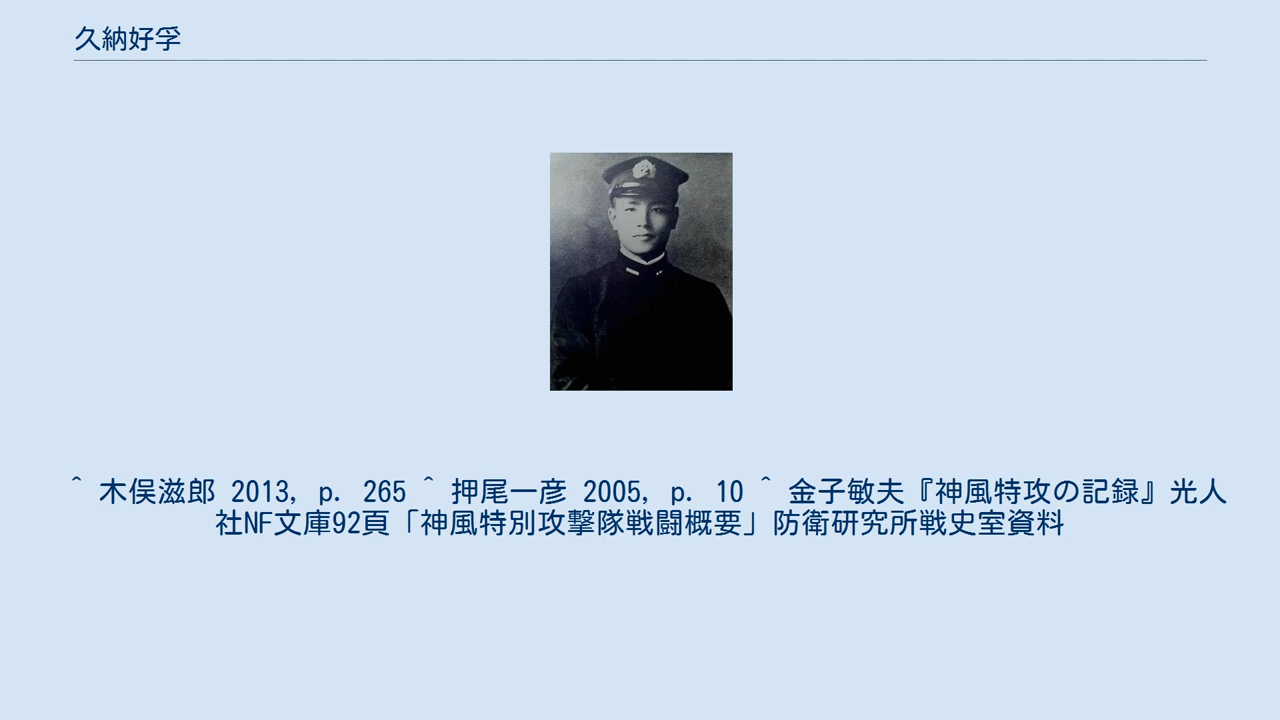 久納好孚
^ 木俣滋郎 2013, p. 265 ^ 押尾一彦 2005, p. 10 ^ 金子敏夫『神風特攻の記録』光人
社NF文庫92頁「神風特別攻撃隊戦闘概要」防衛研究所戦史室資料